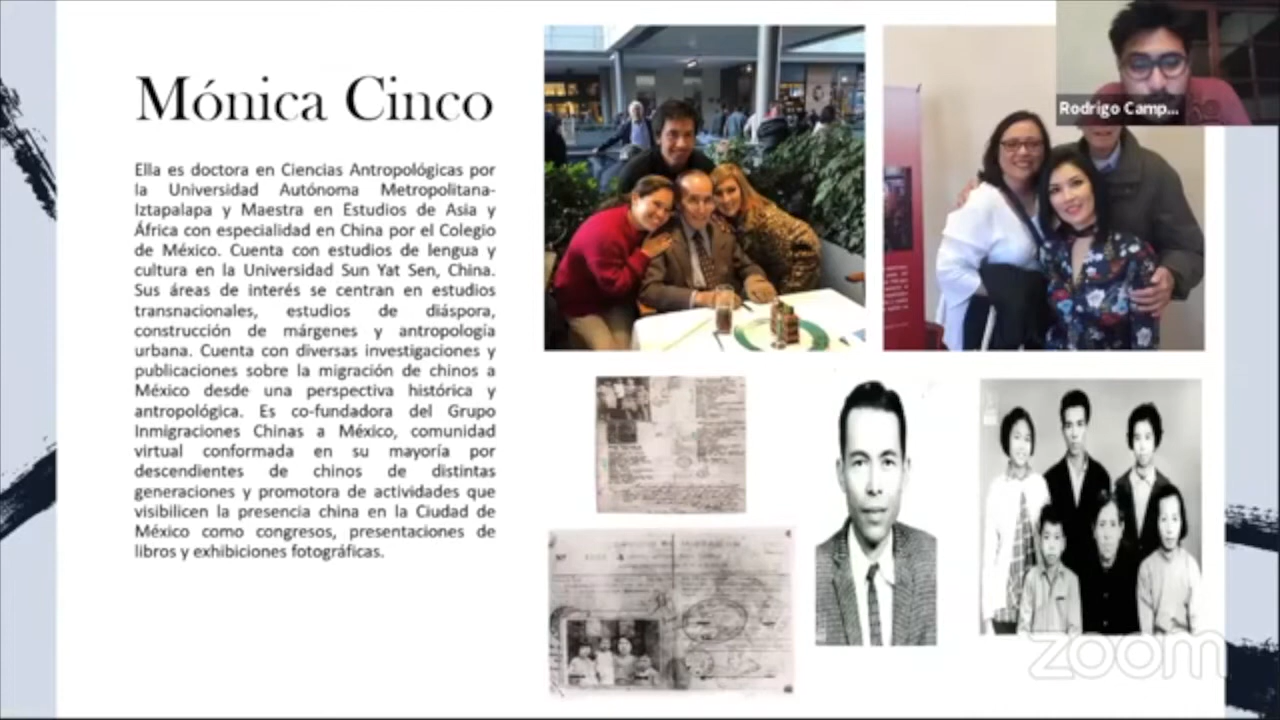 Mónica Cinco
Ella es doctora en Ciencias Antropológicas por
la Universidad Autónoma Metropolitana-
Iztapalapa y Maestra en Estudios de Asia y
África con especialidad en China por el Colegio
de México. Cuenta con estudios de lengua y
cultura en la Universidad Sun Yat Sen, China.
Sus áreas de interés se centran en estudios
transnacionales, estudios de diáspora,
construcción de márgenes y antropología
urbana. Cuenta con diversas investigaciones y
publicaciones sobre la migración de chinos a
México desde una perspectiva histórica y
antropológica. Es co-fundadora del Grupo
Inmigraciones Chinas a México, comunidad
virtual conformada en su mayoría por
descendientes de chinos de distintas
generaciones y promotora de actividades que
visibilicen la presencia china en la Ciudad de
México como congresos, presentaciones de
libros y exhibiciones fotográficas.
Rodrigo Camp...
zoom